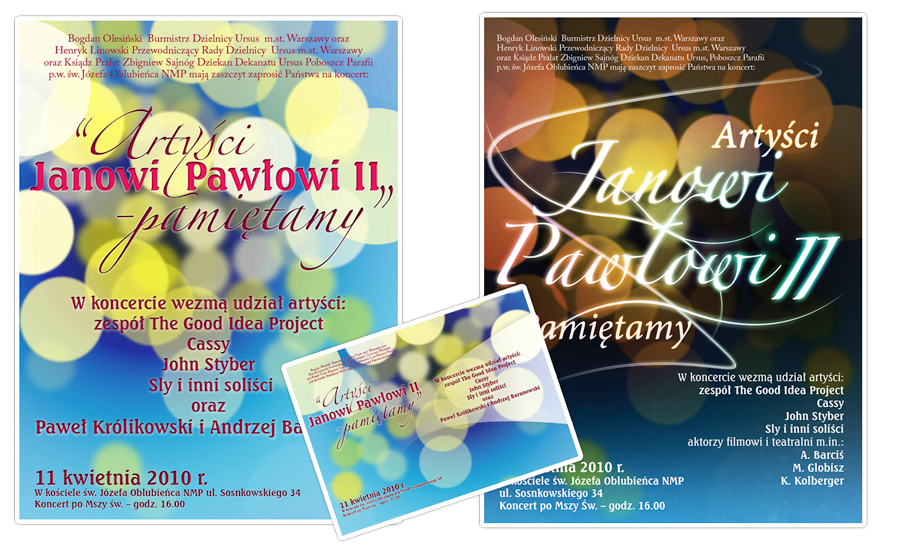 Bogdan Olesiński Burmistrz Dzielnicy Ursus m.st. Warszawy oraz
Henryk Linowski Przewodniczący Rady Dzielnicy Ursus m.st. Warszawy
oraz Ksiądz Prałat Zbigniew Sajnóg Dziekan Dekanatu Ursus Poboszcz Parafii
p.w. św. Józefa Oblubieńca NMP mają zaszczyt zaprosić Państwa na koncert:
“Artyści
Janowi Pawłowi II„
-pamiętamy”
W koncercie wezmą udział artyści:
zespół The Good Idea Project
Cassy
John Styber
Sly i inni soliści
oraz
Paweł Królikowski i Andrzej Ba
11 kwietnia 2010 r.
W kościele św. Józefa Oblubieńca NMP ul. Sosnkowskiego 34
Koncert po Mszy Św. – godz. 16.00
“Artyści
Janowi Pawłowi II„
-pamiętamy”
W koncercie wezmą udział artyści:
zespół The Good Idea Project
Cassy
John Styber
Sly i inni soliści
oraz
Paweł Królikowski i Andrzej Baranowski
11 kwietnia 2010 r.
Bogdan Olesiński Burmistrz Dzielnicy Ursus m.st. Warszawy oraz
Henryk Linowski Przewodniczący Rady Dzielnicy Ursus m.st. Warszawy
oraz Ksiądz Prałat Zbigniew Sajnóg Dziekan Dekanatu Ursus, Poboszcz Parafii
p.w. św. Józefa Oblubieńca NMP mają zaszczyt zaprosić Państwa na koncert:
Artyści
Janowi
Pawłowi II
Pamiętamy
W koncercie wezmą udział artyści:
zespół The Good Idea Project
Cassy
John Styber
Sly i inni soliści
aktorzy filmowi i teatralni m.in.:
A. Barciś
M. Globisz
K. Kolberger
2010 r.
kościele św. Józefa Oblubieńca NMP
ul. Sosnkowskiego 34
Koncert po Mszy Św. – godz. 16.00